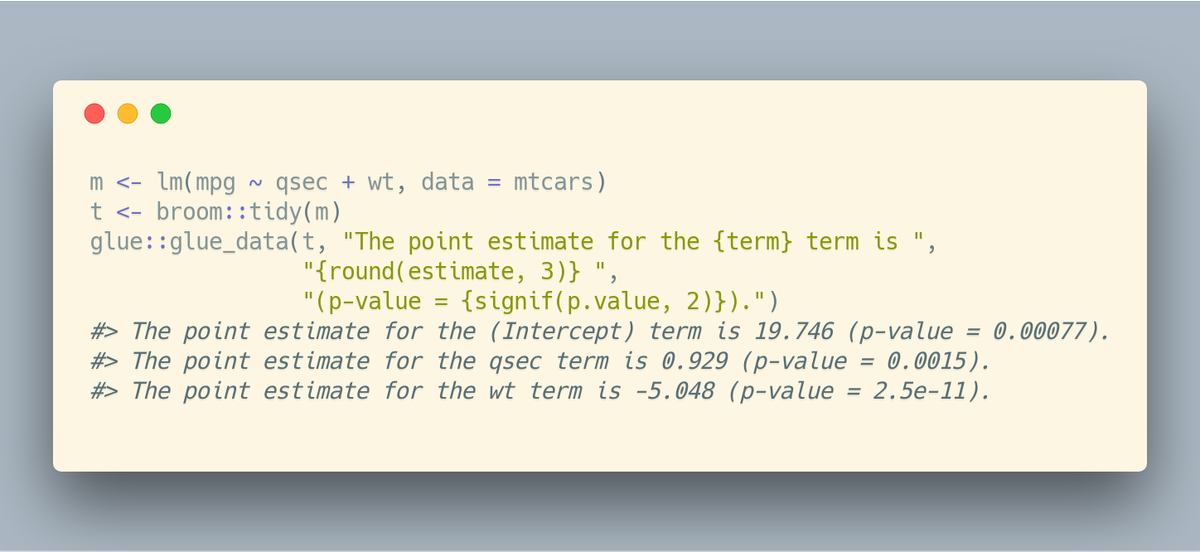 m <- lm(mpg ~ qsec + wt, data = mtcars)
t <- broom::tidy(m)
glue::glue_data(t, "The point estimate for the {term} term is ",
                "{round(estimate, 3)} ",
                "(p-value = {signif(p.value, 2)}).")
#> The point estimate for the (Intercept) term is 19.746 (p-value = 0.00077).
#> The point estimate for the qsec term is 0.929 (p-value = 0.0015).
#> The point estimate for the wt term is -5.048 (p-value = 2.5e-11).